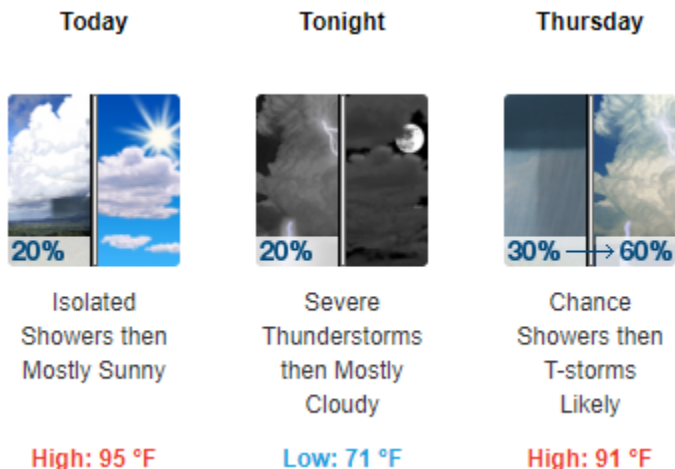 Today
20%
Isolated
Showers then
Mostly Sunny
High: 95 °F
Tonight
20%
Severe
Thunderstorms
then Mostly
Cloudy
Low: 71 °F
Thursday
30% → 60%
Chance
Showers then
T-storms
Likely
High: 91 °F